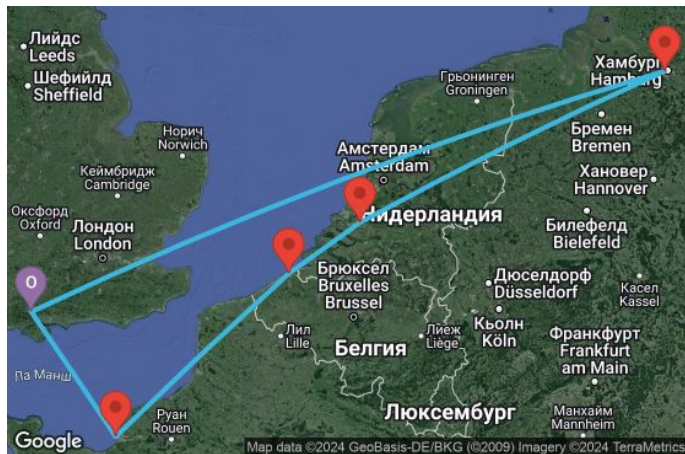 Лийдс
Leeds
Шефийлд
Sheffield
Хамбург
Hamburg
Грьонинген
Groningen
Бремен
Bremen
Норич
Norwich
Амстердам
Amsterdam
Кеймбридж
Cambridge
Хановер
Hannover
Оксфорд
Oxford
Лондон
London
Нидерландия
Билефелд
Bielefeld
O
Брюксел
Bruxelles
Brussel
Дюселдорф
Düsseldorf
Касел
Kassel
Лил
Lille
Лиеж
Liège
Кьолн
Köln
Белгия
Франкфурт
Frankfurt
am Main
Ла Манш
Руан
Rouen
Люксембург
Манхайм
Mannheim
Google
Map data ©2024 GeoBasis-DE/BKG (©2009) Imagery ©2024 TerraMetrics